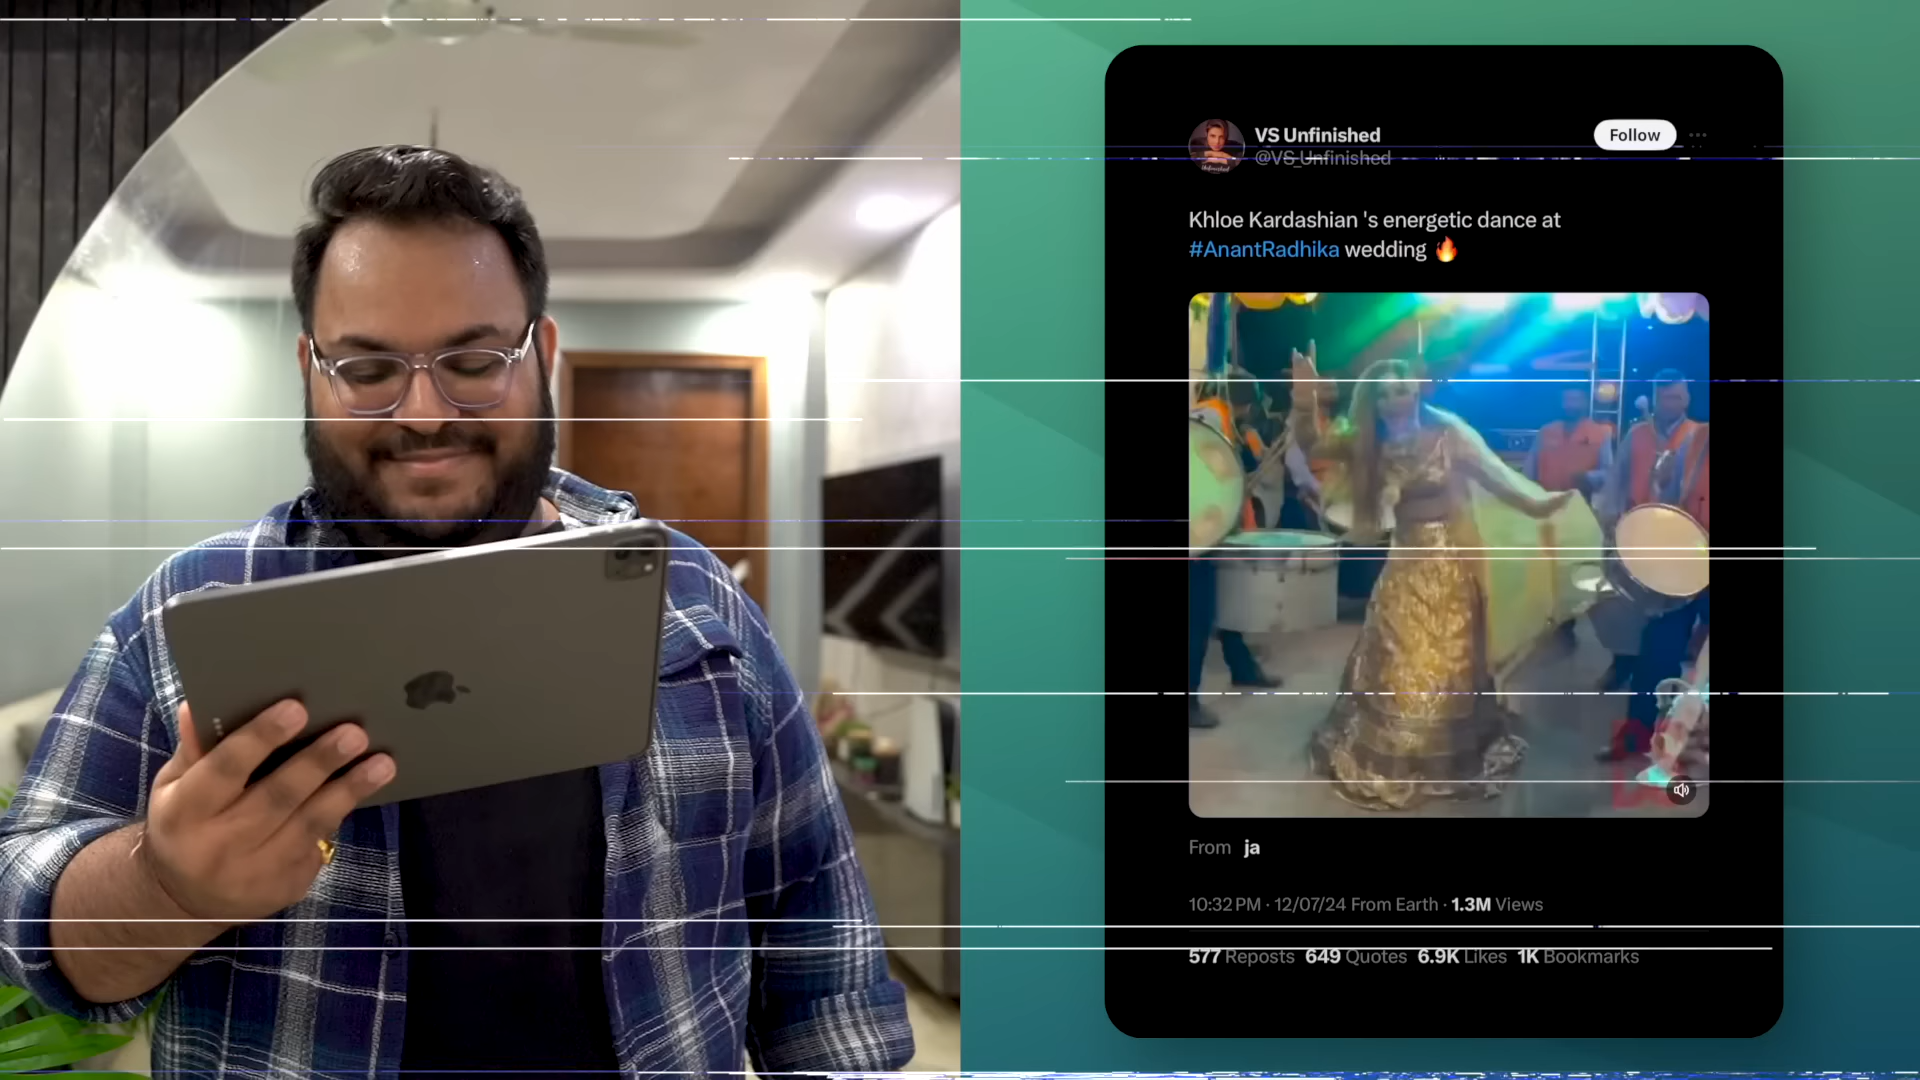 VS Unfinished
@VS_Unfinished
Follow
Khloe Kardashian 's energetic dance at
#AnantRadhika wedding 🔥
From ja
10:32 PM · 12/07/24 From Earth · 1.3M Views
577 Reposts 649 Quotes 6.9K Likes 1K Bookmarks